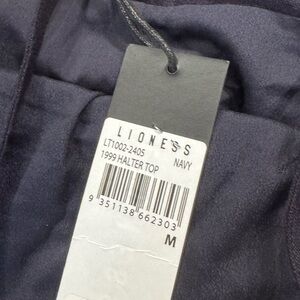 LIONESS
LT1002-2405 NAVY
1999 HALTER TOP
9 351138 662303
M